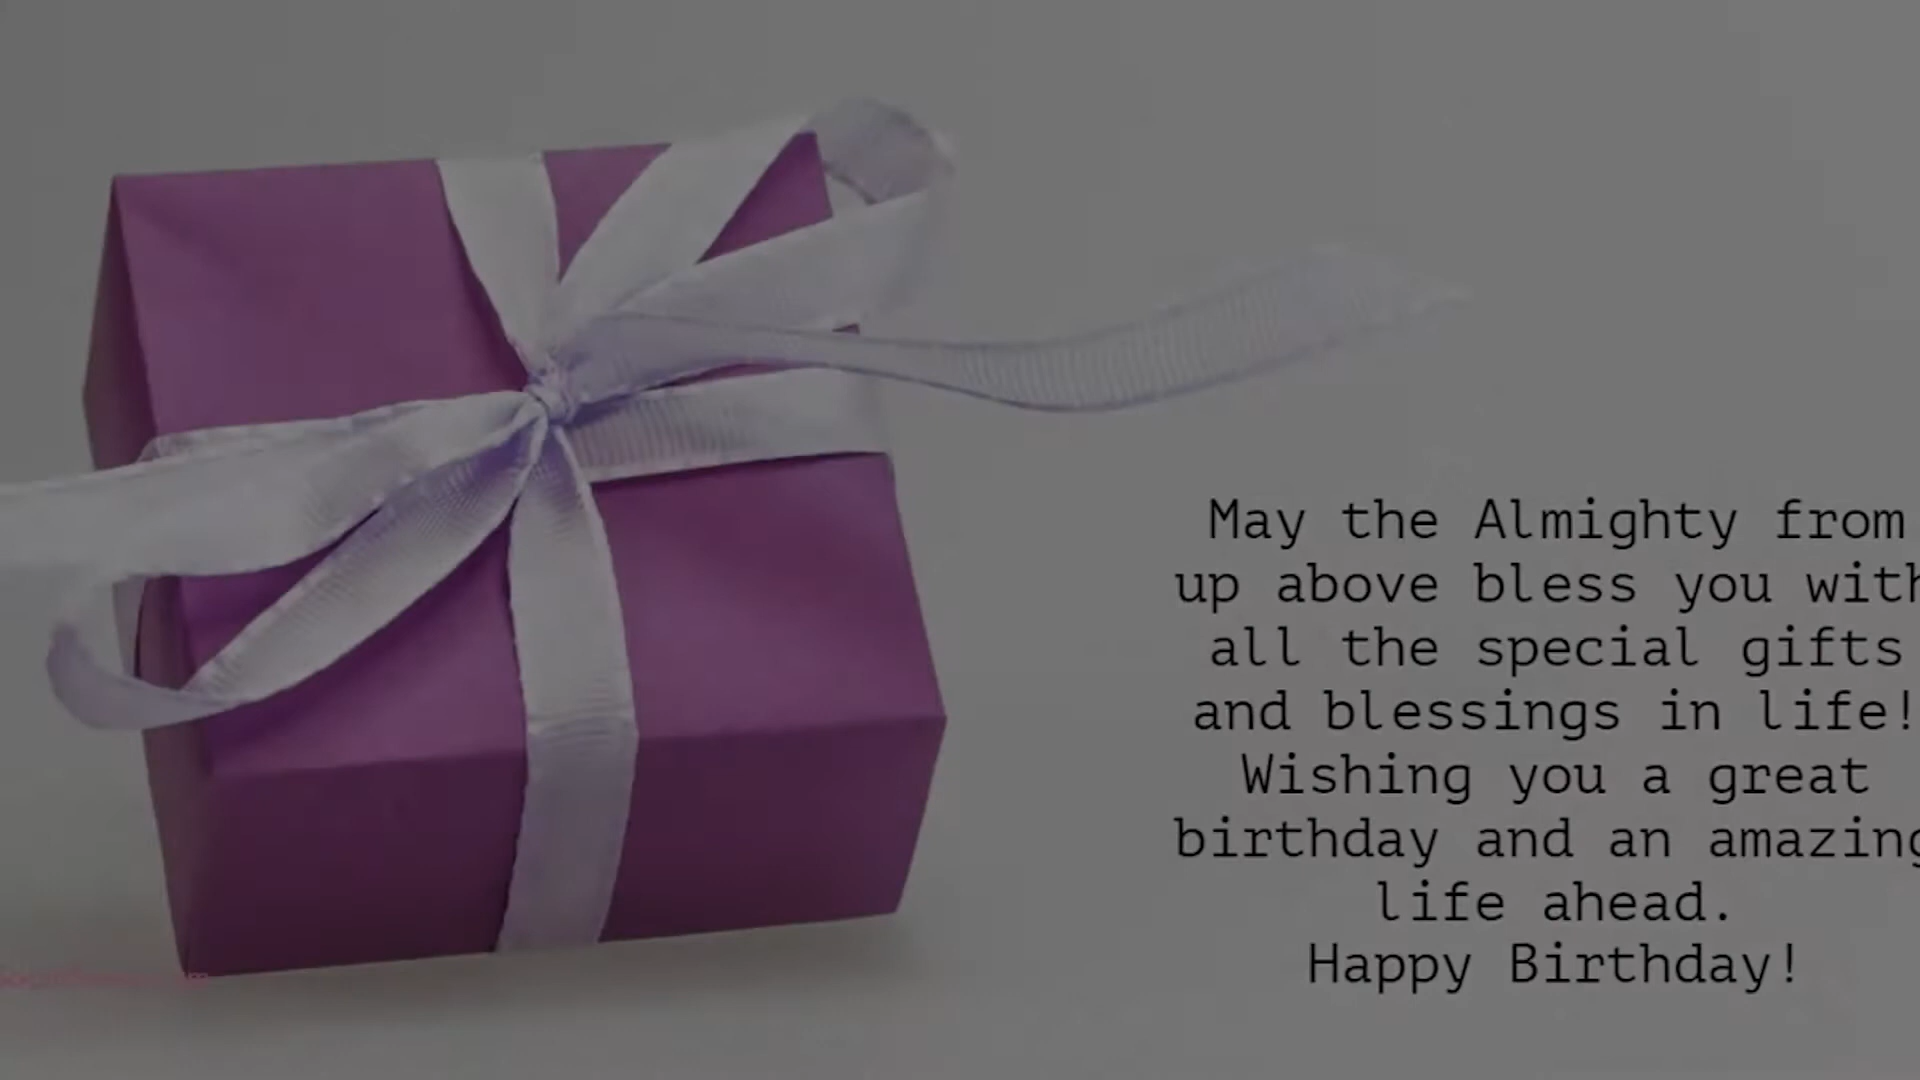 May the Almighty from
up above bless you with
all the special gifts
and blessings in life!
Wishing you a great
birthday and an amazing
life ahead.
Happy Birthday!